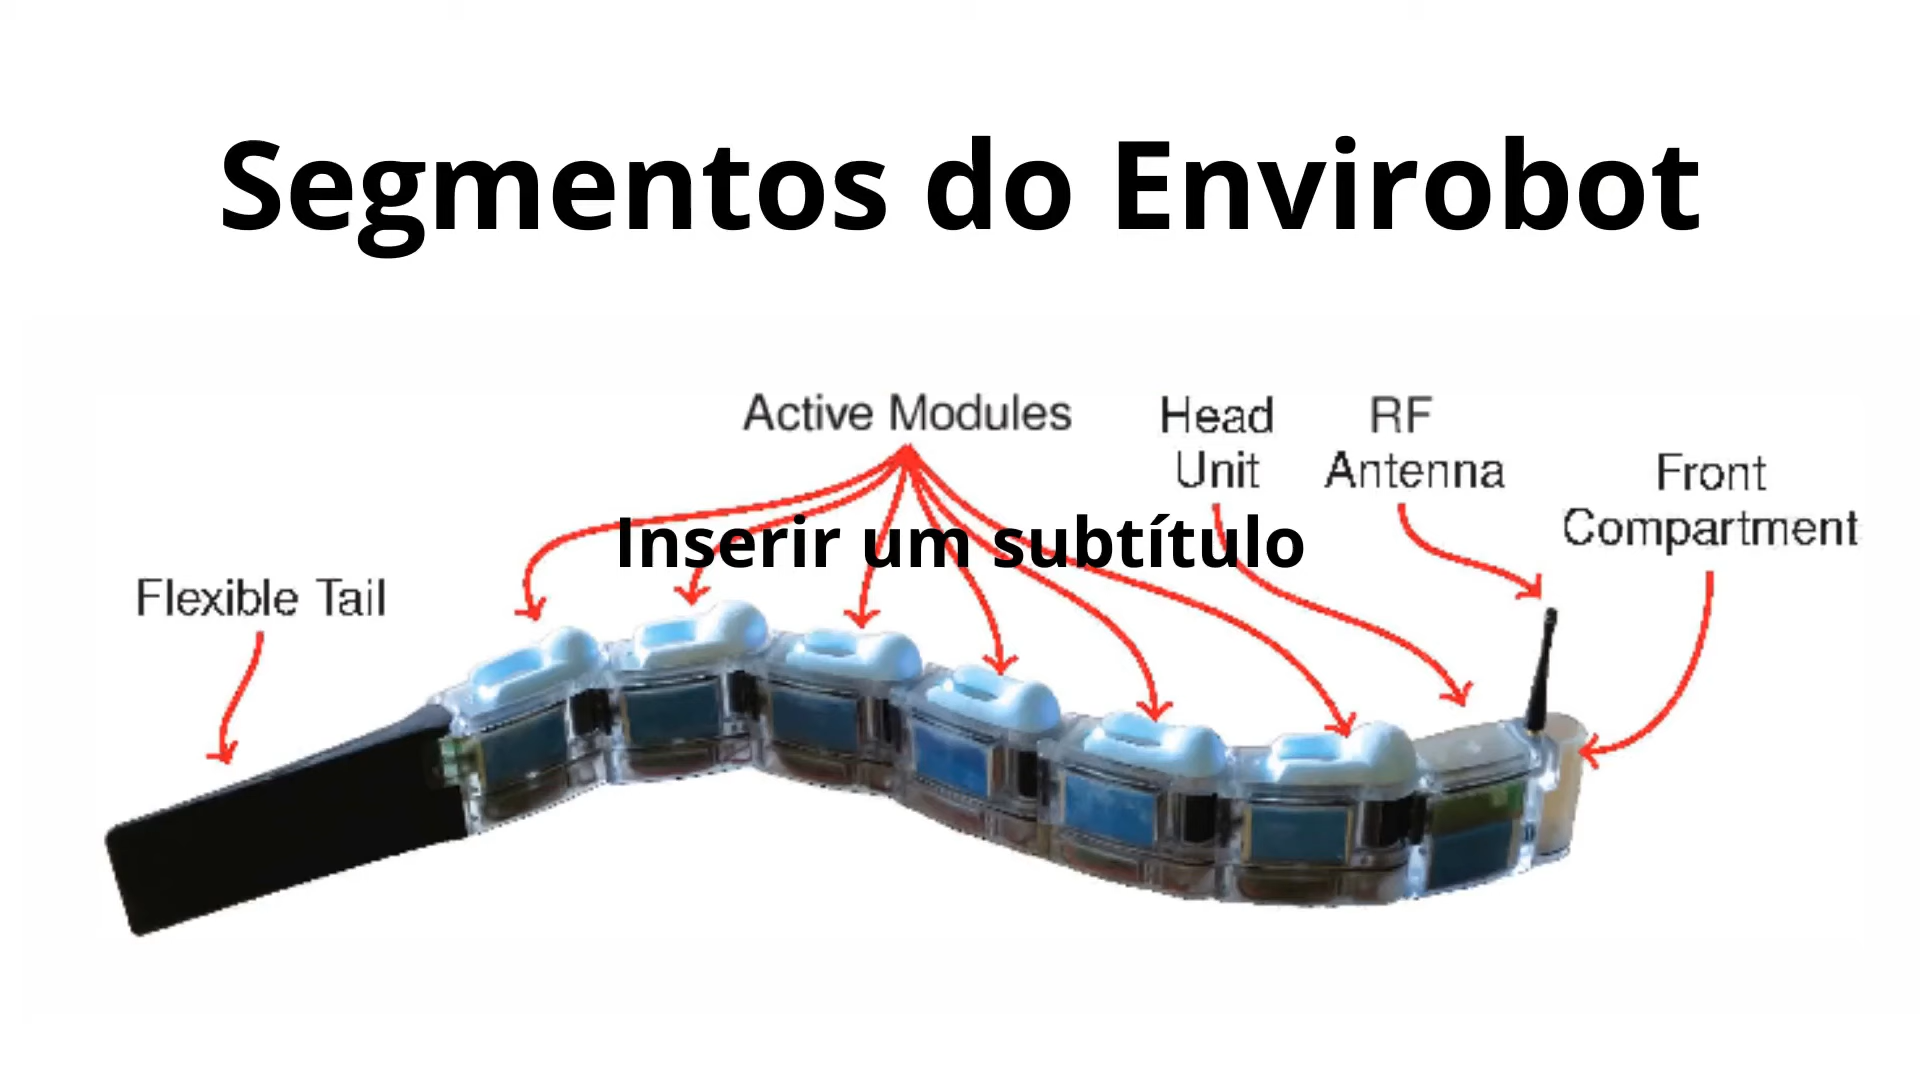 Segmentos do Envirobot
Active Modules
Head
Unit
RF
Antenna
Front
Compartment
Inserir um subtítulo
Flexible Tail